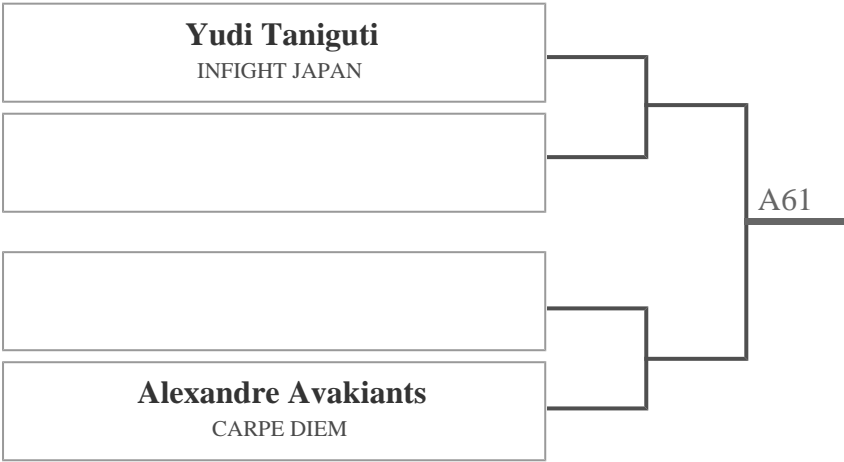 Yudi Taniguti
INFIGHT JAPAN
A61
Alexandre Avakiants
CARPE DIEM